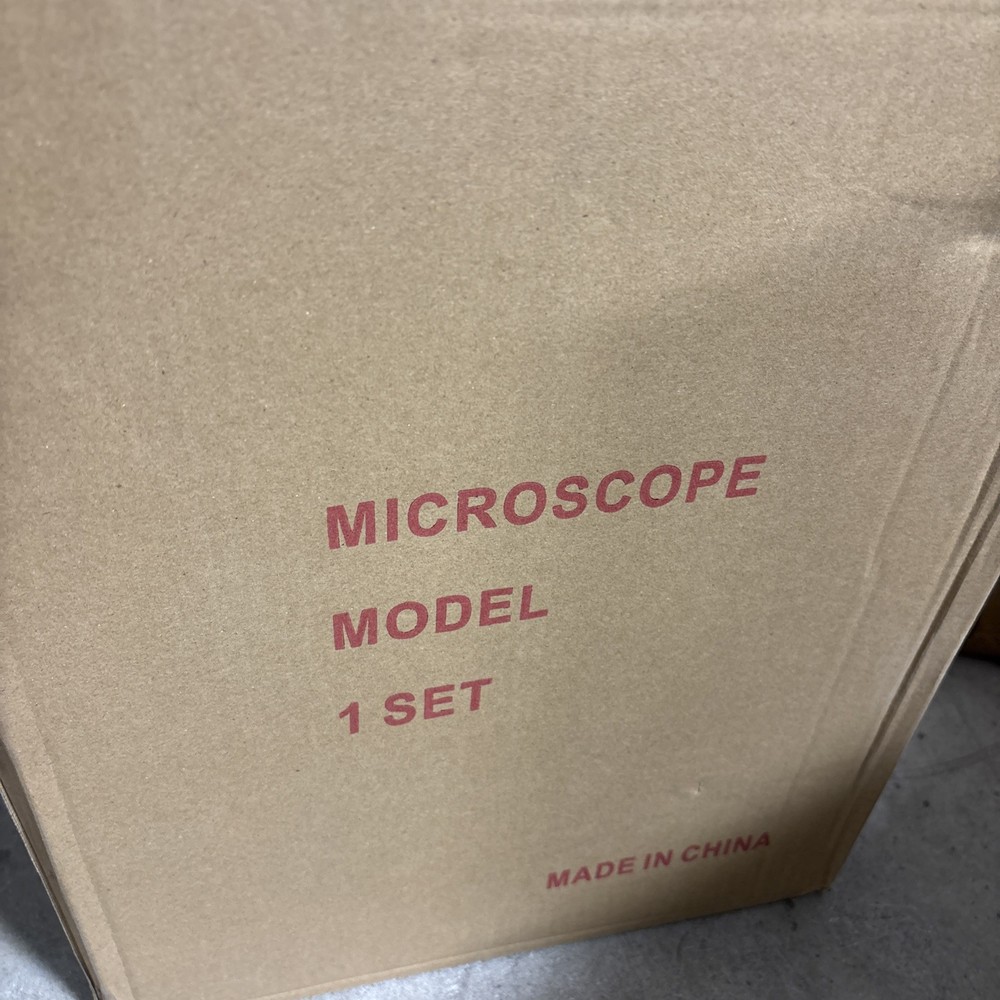 MICROSCOPE
MODEL
1 SET
MADE IN CHINA